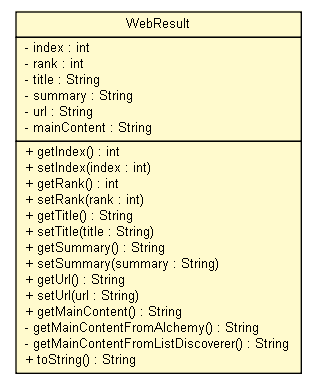 WebResult
- index : int
- rank : int
- title : String
- summary : String
- url : String
- mainContent : String
+ getIndex() : int
+ setIndex(index : int)
+ getRank() : int
+ setRank(rank : int)
+ getTitle() : String
+ setTitle(title : String)
+ getSummary() : String
+ setSummary(summary : String)
+ getUrl() : String
+ setUrl(url : String)
+ getMainContent() : String
- getMainContentFromAlchemy() : String
- getMainContentFromListDiscoverer() : String
+ toString() : String